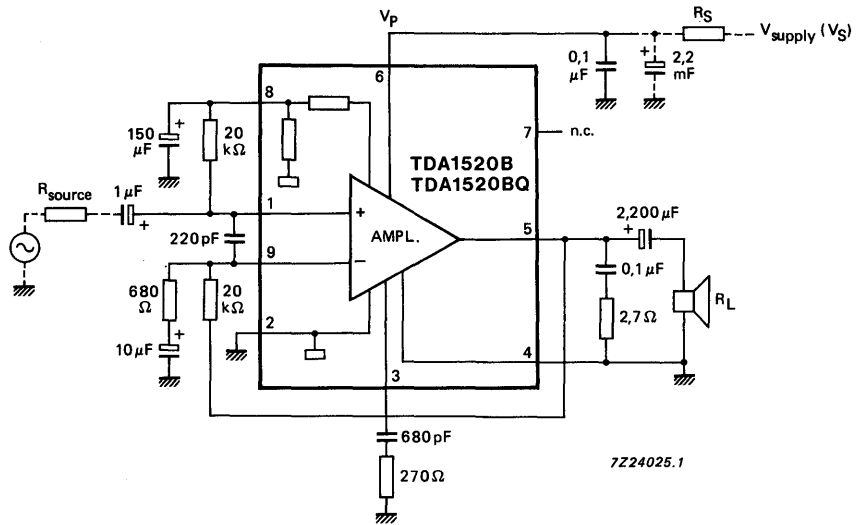 V_P
R_S
V_supply (V_S)
0,1 μF
+ 2,2 mF
6
8
150 μF
+
20 kΩ
7
n.c.
TDA1520B
TDA1520BQ
R_source
1 μF
+
1
+
AMPL.
−
5
2,200 μF
+
220 pF
9
680 Ω
20 kΩ
0,1 μF
R_L
2,7 Ω
+
10 μF
2
4
3
680 pF
270 Ω
7Z24025.1